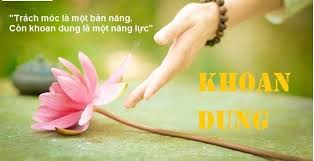 "Trách móc là một bản năng.
Còn khoan dung là một năng lực"
KHOAN
DUNG